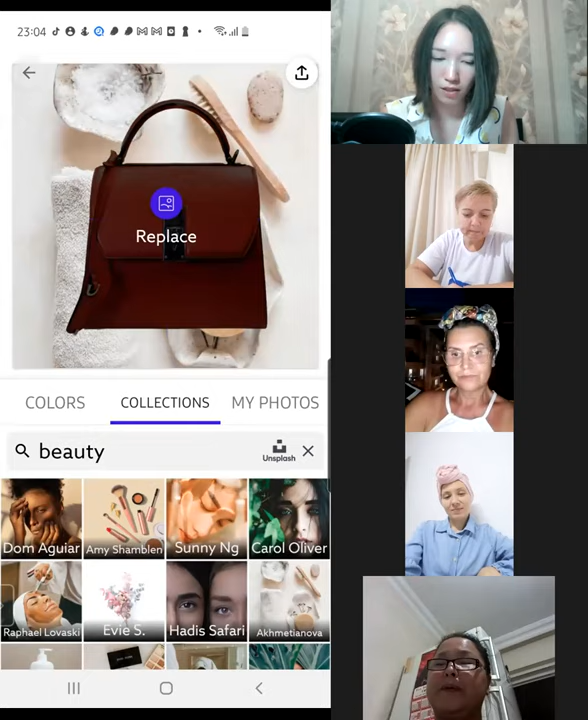 23:04
Replace
COLORS COLLECTIONS MY PHOTOS
beauty
Unsplash
Dom Aguiar Amy Shamblen Sunny Ng Carol Oliver
Raphael Lovaski Evie S. Hadis Safari Akhmetianova